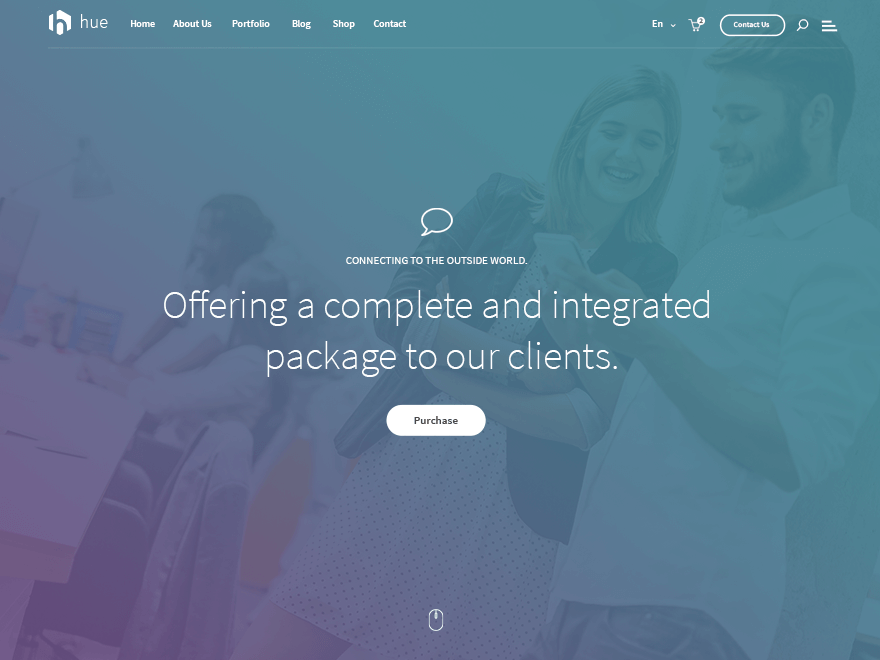 hue Home About Us Portfolio Blog Shop Contact En 2 Contact Us
CONNECTING TO THE OUTSIDE WORLD.
Offering a complete and integrated
package to our clients.
Purchase